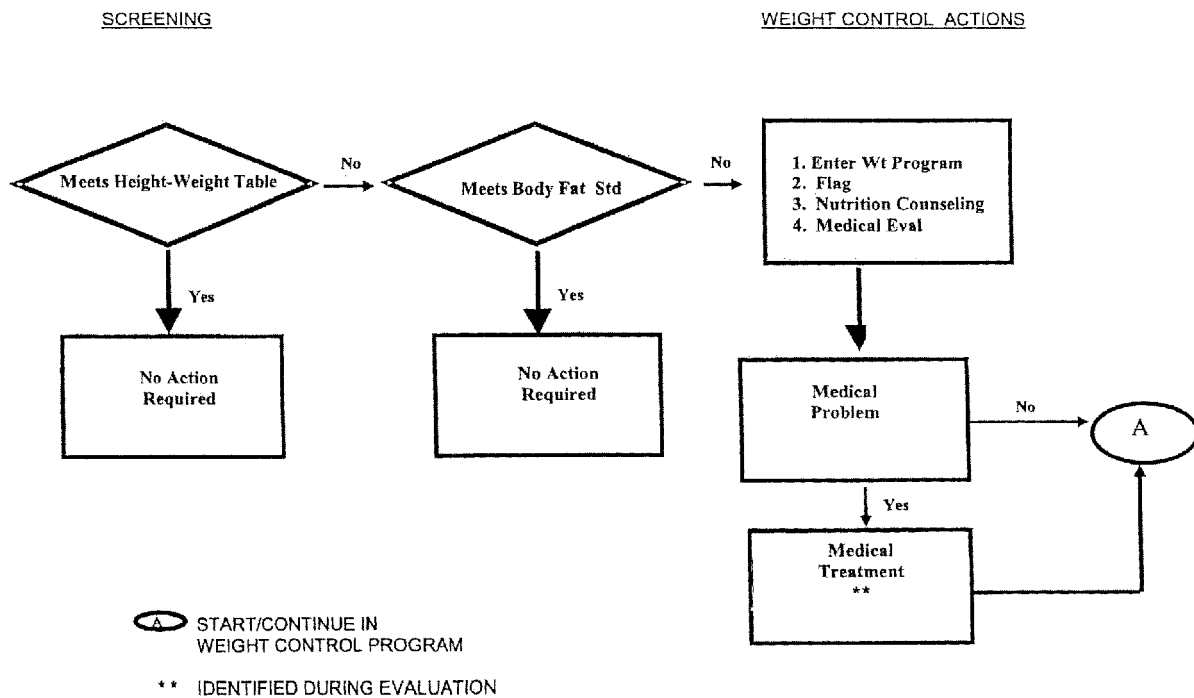 SCREENING
WEIGHT CONTROL ACTIONS
Meets Height-Weight Table
No
Meets Body Fat Std
No
1. Enter Wt Program
2. Flag
3. Nutrition Counseling
4. Medical Eval
Yes
No Action
Required
Yes
No Action
Required
Medical
Problem
No
A
Yes
Medical
Treatment
**
A START/CONTINUE IN
WEIGHT CONTROL PROGRAM
** IDENTIFIED DURING EVALUATION